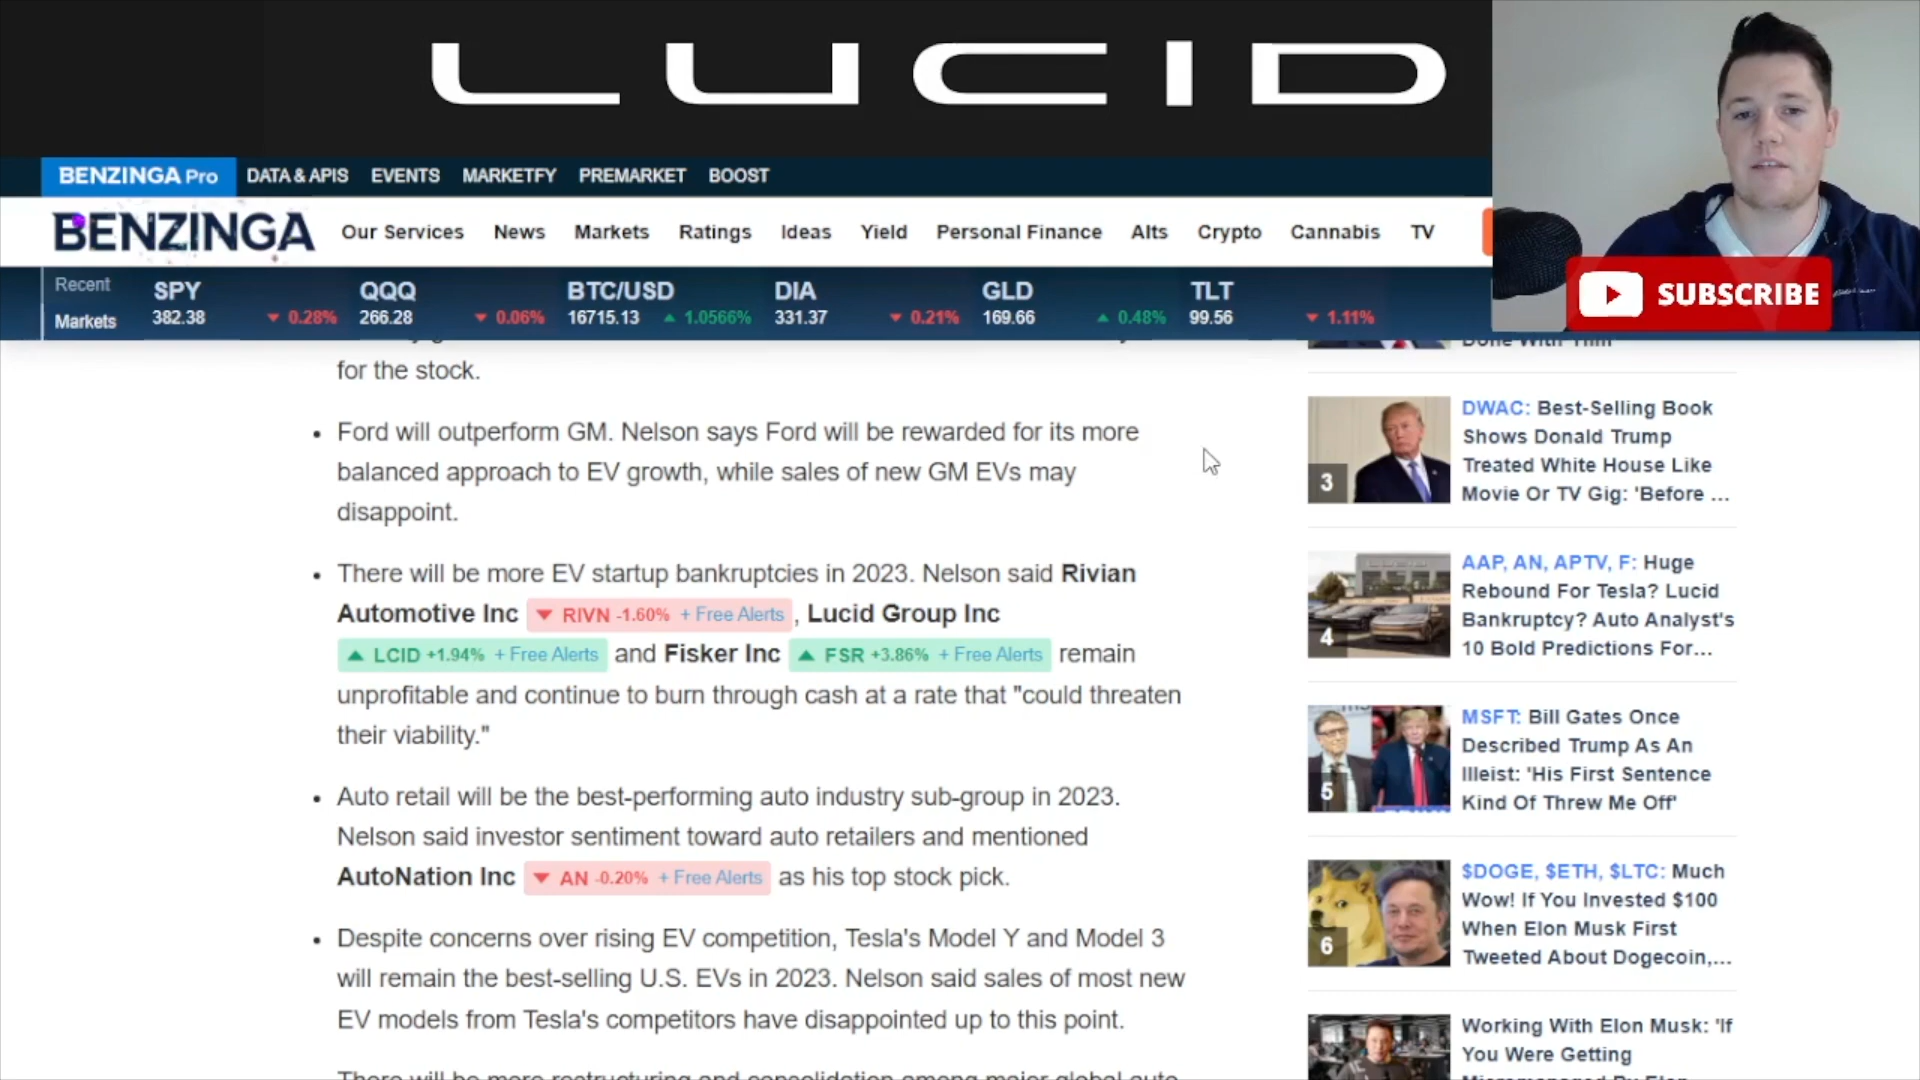 LUCID
BENZINGA Pro DATA & APIS EVENTS MARKETFY PREMARKET BOOST
BENZINGA Our Services News Markets Ratings Ideas Yield Personal Finance Alts Crypto Cannabis TV
Recent
Markets
SPY
382.38 ▼ 0.28%
QQQ
266.28 ▼ 0.06%
BTC/USD
16715.13 ▲ 1.0566%
DIA
331.37 ▼ 0.21%
GLD
169.66 ▲ 0.48%
TLT
99.56 ▼ 1.11%
SUBSCRIBE
for the stock.
• Ford will outperform GM. Nelson says Ford will be rewarded for its more
balanced approach to EV growth, while sales of new GM EVs may
disappoint.
• There will be more EV startup bankruptcies in 2023. Nelson said Rivian
Automotive Inc ▼ RIVN -1.60% + Free Alerts , Lucid Group Inc
▲ LCID +1.94% + Free Alerts and Fisker Inc ▲ FSR +3.86% + Free Alerts remain
unprofitable and continue to burn through cash at a rate that "could threaten
their viability."
• Auto retail will be the best-performing auto industry sub-group in 2023.
Nelson said investor sentiment toward auto retailers and mentioned
AutoNation Inc ▼ AN -0.20% + Free Alerts as his top stock pick.
• Despite concerns over rising EV competition, Tesla's Model Y and Model 3
will remain the best-selling U.S. EVs in 2023. Nelson said sales of most new
EV models from Tesla's competitors have disappointed up to this point.
There will be more restructuring and consolidation among major global auto
Done With Him'
3
DWAC: Best-Selling Book
Shows Donald Trump
Treated White House Like
Movie Or TV Gig: 'Before ...
4
AAP, AN, APTV, F: Huge
Rebound For Tesla? Lucid
Bankruptcy? Auto Analyst's
10 Bold Predictions For...
5
MSFT: Bill Gates Once
Described Trump As An
Illeist: 'His First Sentence
Kind Of Threw Me Off'
6
$DOGE, $ETH, $LTC: Much
Wow! If You Invested $100
When Elon Musk First
Tweeted About Dogecoin,...
Working With Elon Musk: 'If
You Were Getting
Micromanaged By Elon